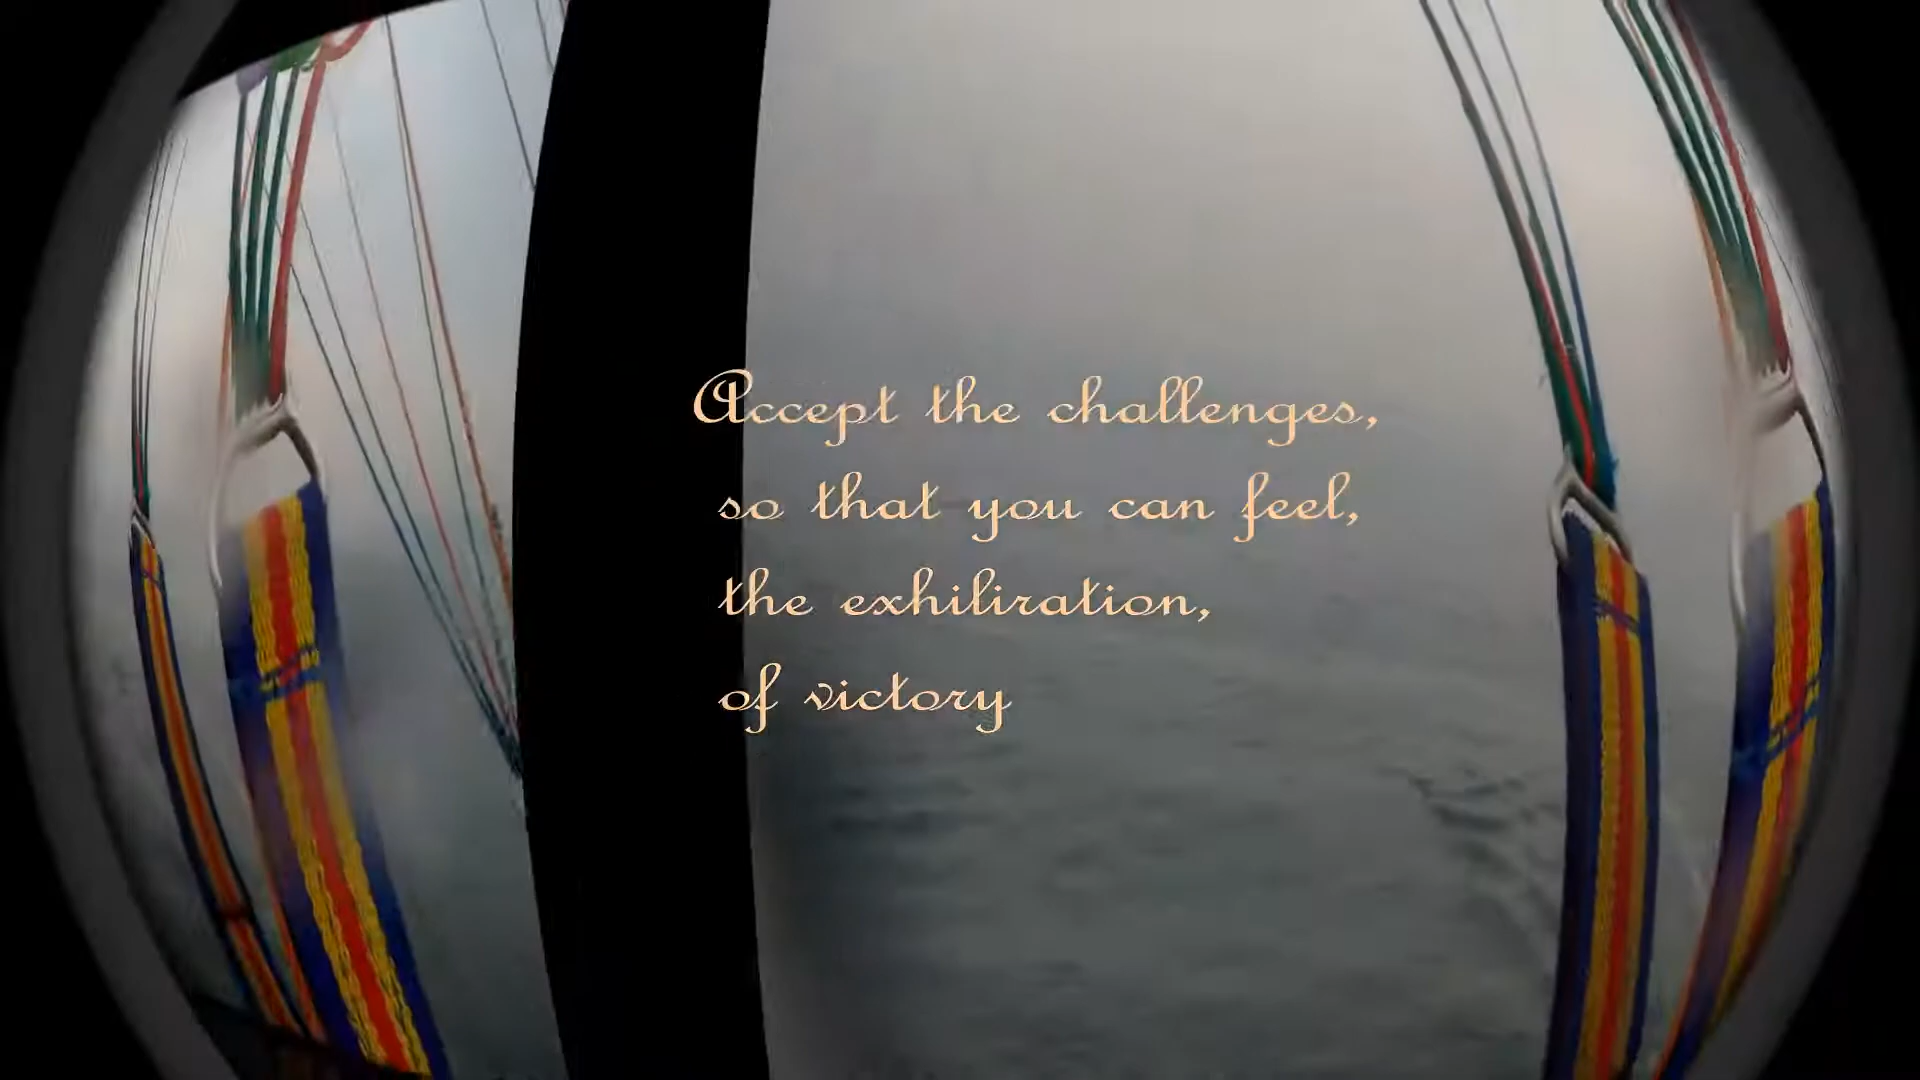 Accept the challenges,
so that you can feel,
the exhiliration,
of victory